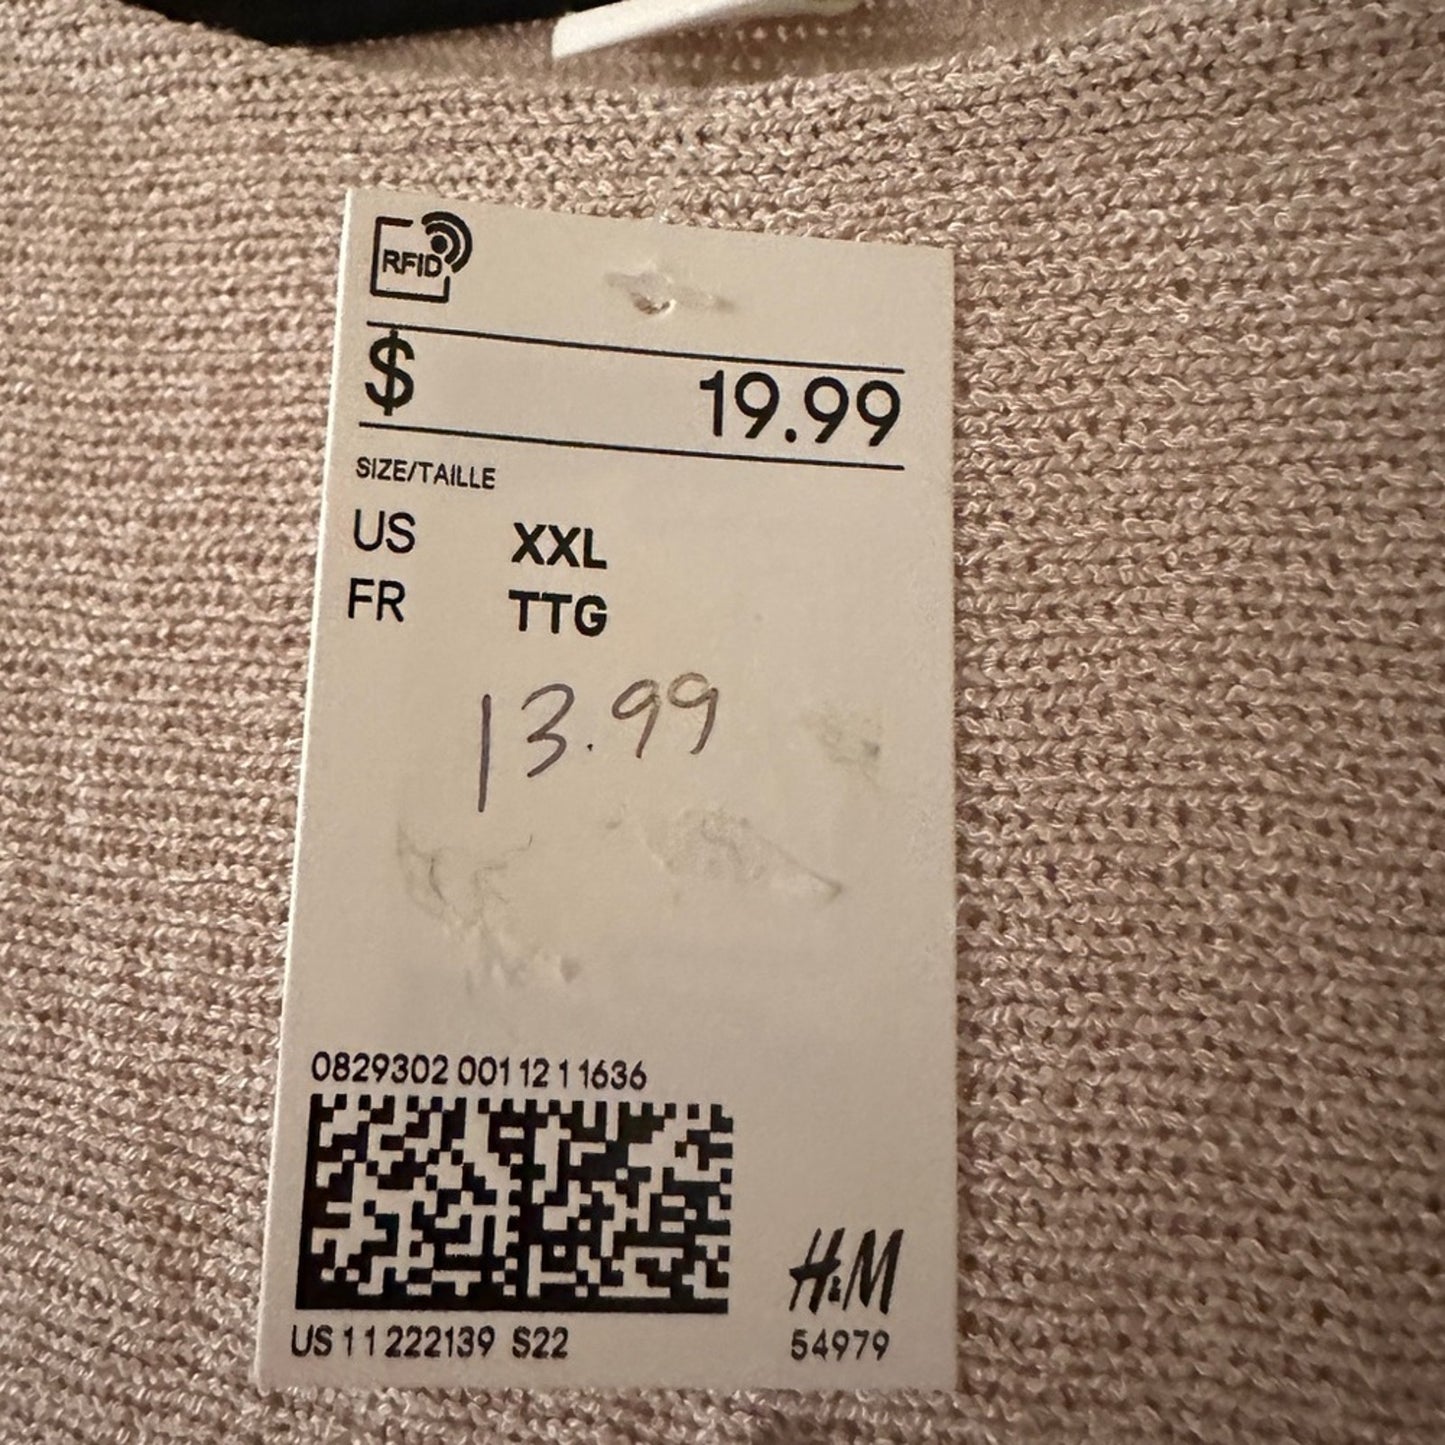 RFID
$ 19.99
SIZE/TAILLE
US XXL
FR TTG
13.99
0829302 001 12 1 1636
H&M
US 1 1 222139 S22
54979